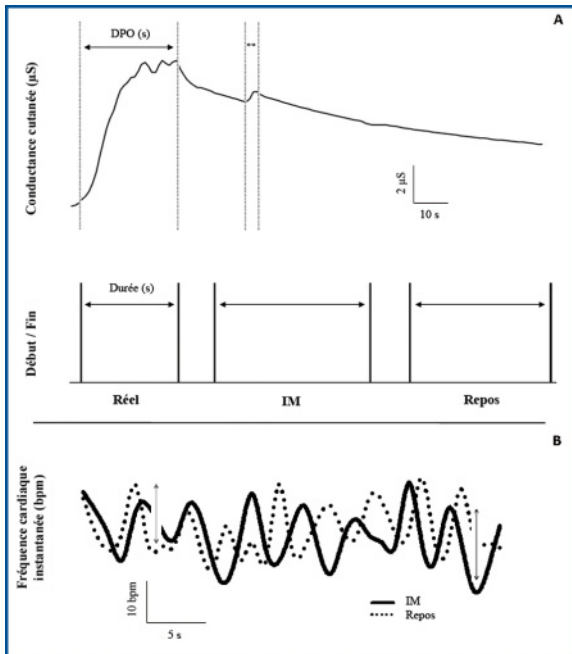 A
DPO (s)
Conductance cutanée (µS)
2 µS
10 s
Durée (s)
Début / Fin
Réel
IM
Repos
B
Fréquence cardiaque
instantanée (bpm)
10 bpm
5 s
IM
Repos